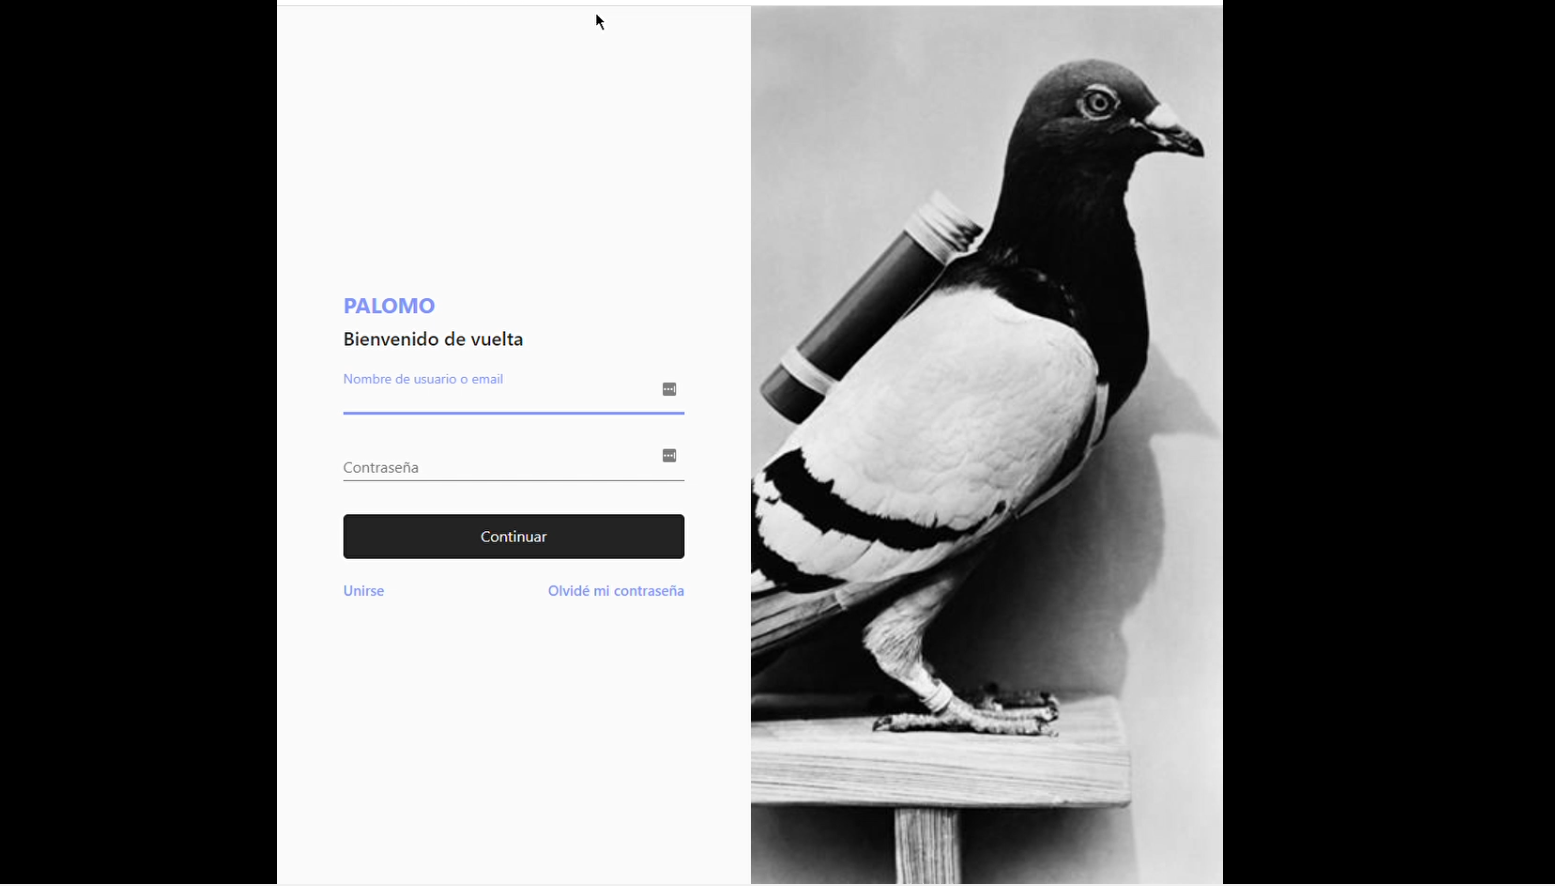 PALOMO
Bienvenido de vuelta
Nombre de usuario o email
Contraseña
Continuar
Unirse Olvidé mi contraseña